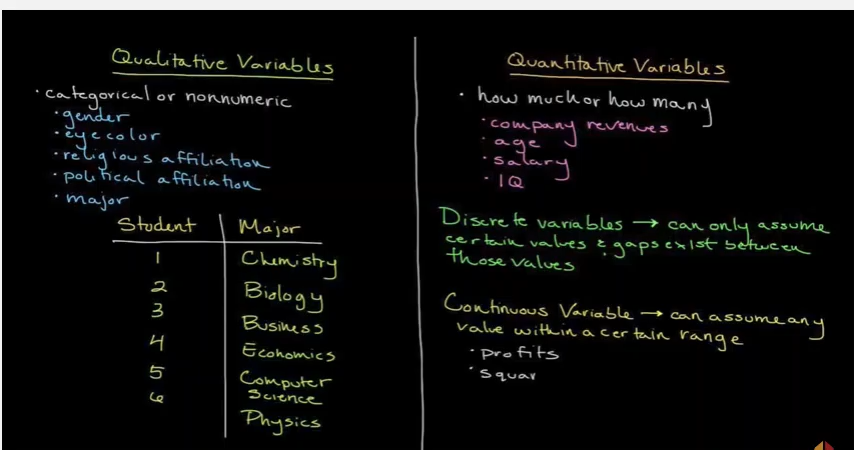 Qualitative Variables
• categorical or nonnumeric
• gender
• eye color
• religious affiliation
• political affiliation
• major
Student Major
1 Chemistry
2 Biology
3 Business
4 Economics
5 Computer
Science
6 Physics
Quantitative Variables
• how much or how many
• company revenues
• age
• salary
• IQ
Discrete variables → can only assume
certain values & gaps exist between
those values
Continuous Variable → can assume any
value within a certain range
• profits
• squar